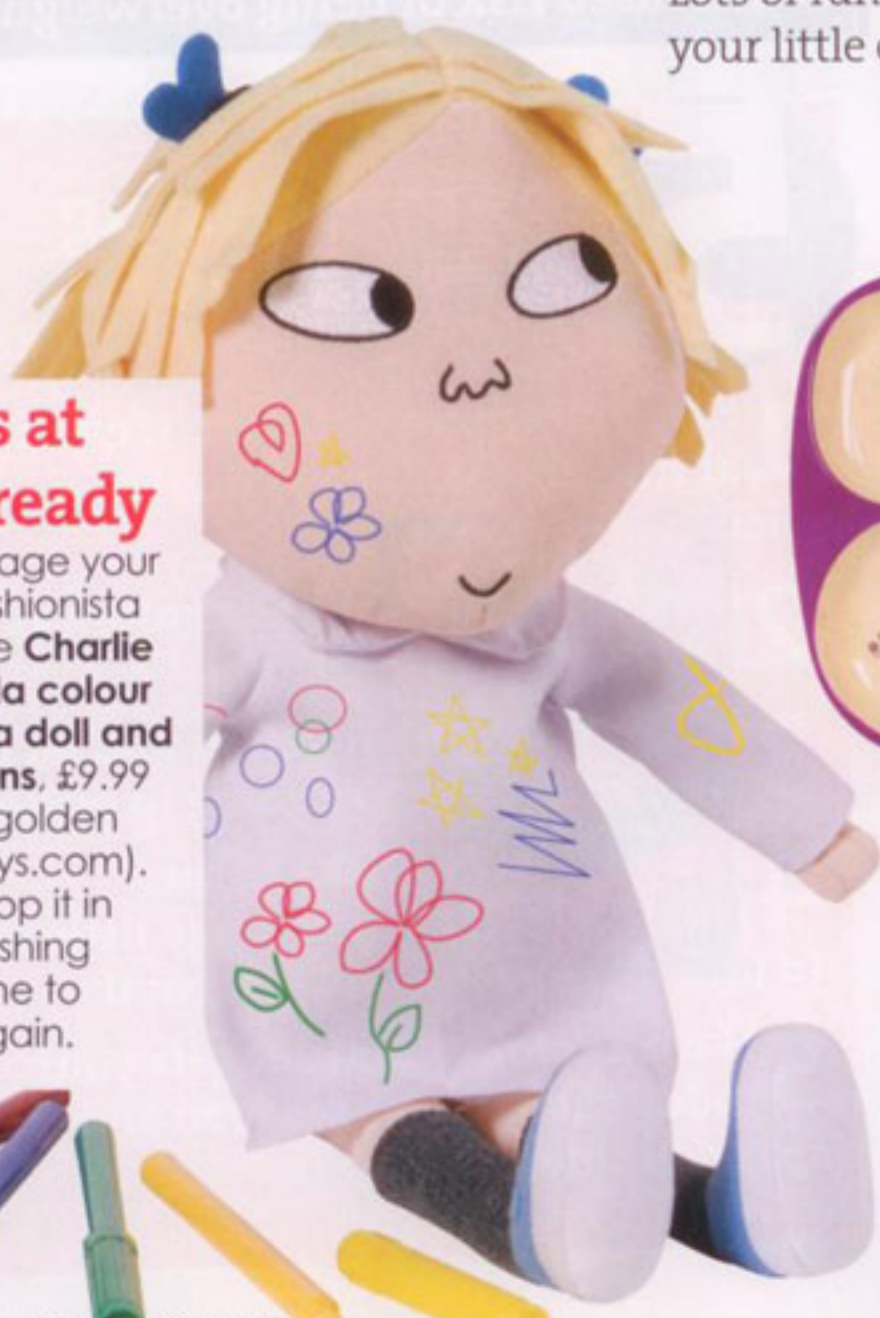 your little
s at
ready
age your
shionista
e Charlie
la colour
a doll and
ns, £9.99
golden
ys.com).
op it in
shing
ne to
gain.